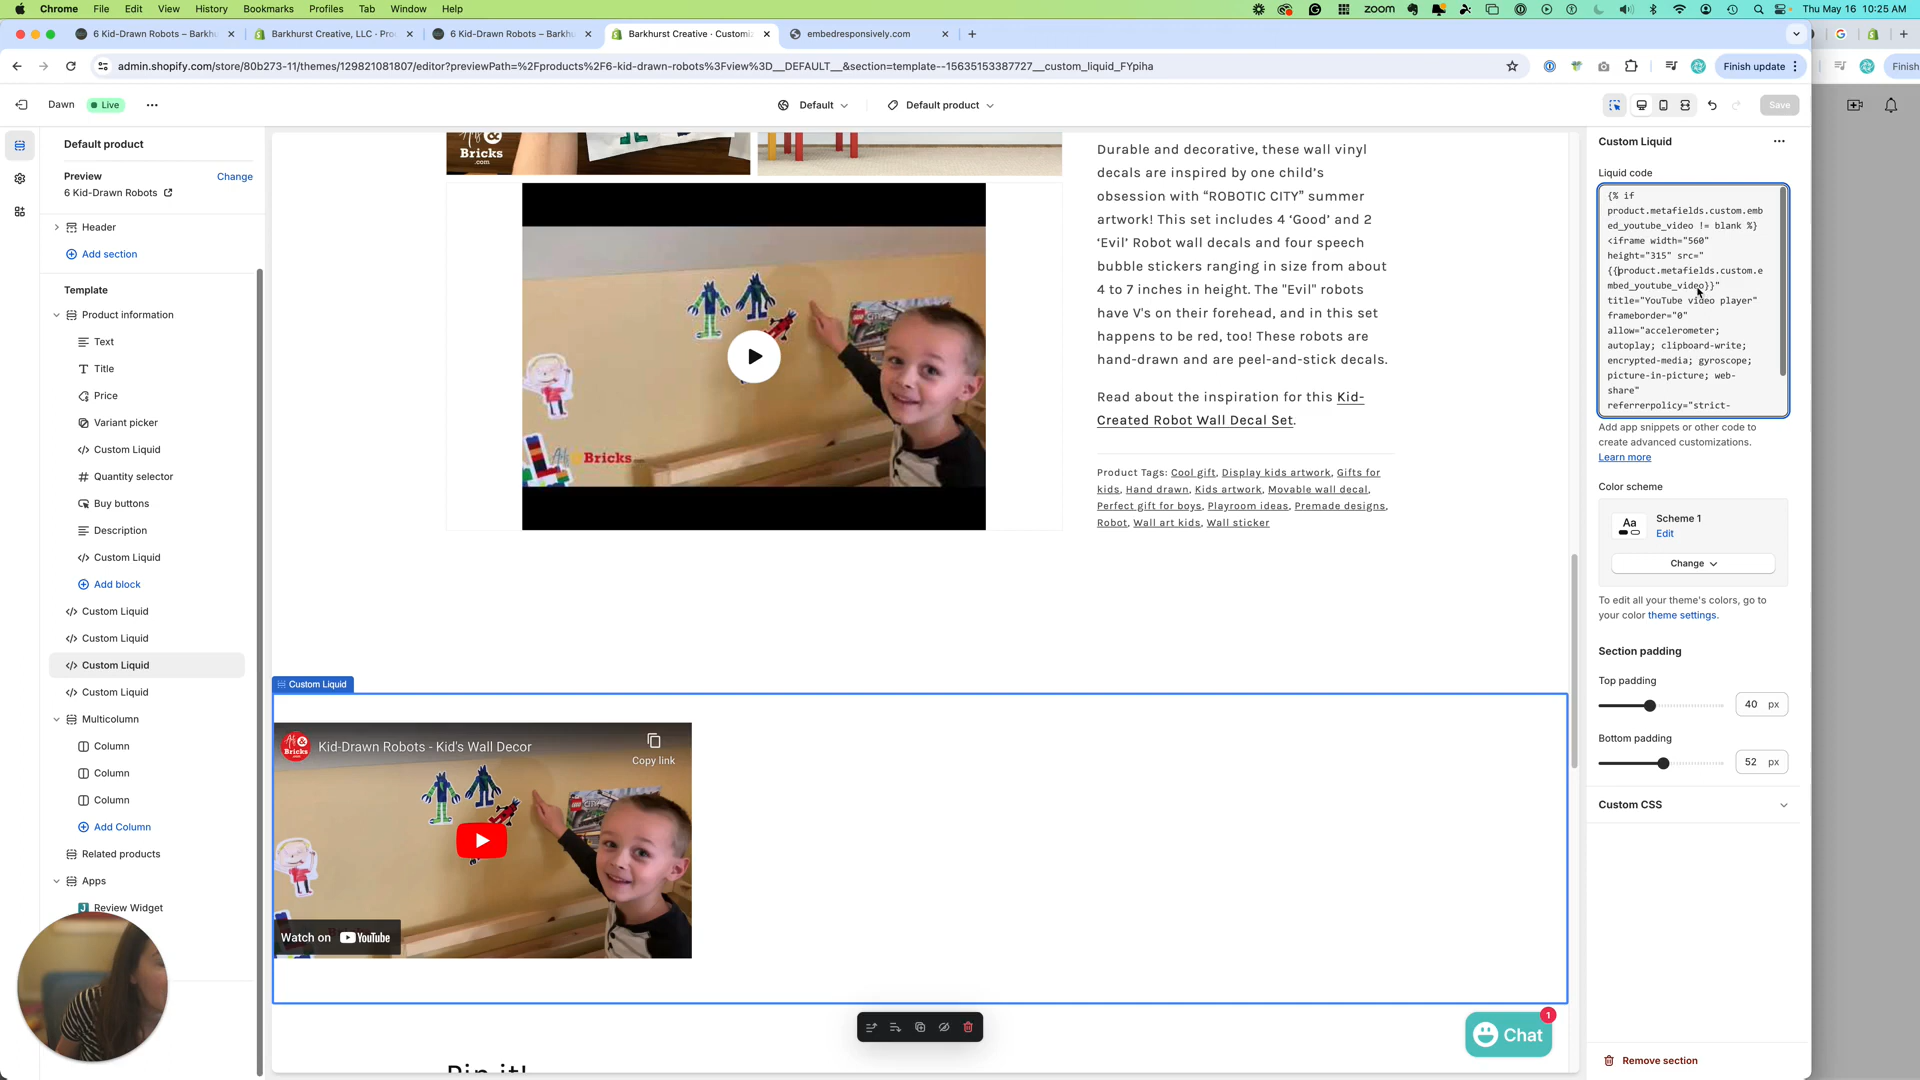 Chrome File Edit View History Bookmarks Profiles Tab Window Help
zoom
Thu May 16 10:25 AM
6 Kid-Drawn Robots – Barkhu
Barkhurst Creative, LLC · Pro
6 Kid-Drawn Robots – Barkhu
Barkhurst Creative · Customiz
embedresponsively.com
admin.shopify.com/store/80b273-11/themes/129821081807/editor?previewPath=%2Fproducts%2F6-kid-drawn-robots%3Fview%3D__DEFAULT__&section=template--15635153387727__custom_liquid_FYpiha
Finish update
Finish
Dawn
Live
Default
Default product
Save
Default product
Preview
Change
6 Kid-Drawn Robots
Header
Add section
Template
Product information
Text
Title
Price
Variant picker
Custom Liquid
Quantity selector
Buy buttons
Description
Custom Liquid
Add block
Custom Liquid
Custom Liquid
Custom Liquid
Custom Liquid
Multicolumn
Column
Column
Column
Add Column
Related products
Apps
Review Widget
Bricks
.com
Bricks
Durable and decorative, these wall vinyl
decals are inspired by one child's
obsession with “ROBOTIC CITY” summer
artwork! This set includes 4 ‘Good’ and 2
‘Evil’ Robot wall decals and four speech
bubble stickers ranging in size from about
4 to 7 inches in height. The "Evil" robots
have V's on their forehead, and in this set
happens to be red, too! These robots are
hand-drawn and are peel-and-stick decals.
Read about the inspiration for this Kid-
Created Robot Wall Decal Set.
Product Tags: Cool gift, Display kids artwork, Gifts for
kids, Hand drawn, Kids artwork, Movable wall decal,
Perfect gift for boys, Playroom ideas, Premade designs,
Robot, Wall art kids, Wall sticker
Custom Liquid
Kid-Drawn Robots - Kid's Wall Decor
Copy link
Watch on YouTube
Pin it!
Chat
1
Custom Liquid
Liquid code
{% if
product.metafields.custom.emb
ed_youtube_video != blank %}
<iframe width="560"
height="315" src="
{{product.metafields.custom.e
mbed_youtube_video}}"
title="YouTube video player"
frameborder="0"
allow="accelerometer;
autoplay; clipboard-write;
encrypted-media; gyroscope;
picture-in-picture; web-
share"
referrerpolicy="strict-
Add app snippets or other code to
create advanced customizations.
Learn more
Color scheme
Aa
Scheme 1
Edit
Change
To edit all your theme's colors, go to
your color theme settings.
Section padding
Top padding
40 px
Bottom padding
52 px
Custom CSS
Remove section